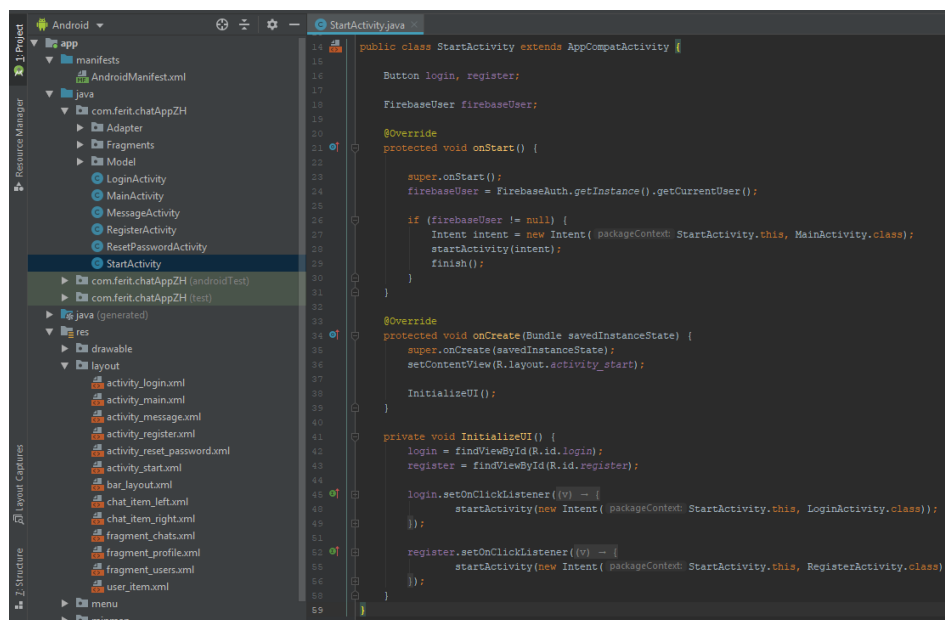 Android
StartActivity.java
1: Project
Resource Manager
Layout Captures
Z: Structure
app
manifests
AndroidManifest.xml
java
com.ferit.chatAppZH
Adapter
Fragments
Model
LoginActivity
MainActivity
MessageActivity
RegisterActivity
ResetPasswordActivity
StartActivity
com.ferit.chatAppZH (androidTest)
com.ferit.chatAppZH (test)
java (generated)
res
drawable
layout
activity_login.xml
activity_main.xml
activity_message.xml
activity_register.xml
activity_reset_password.xml
activity_start.xml
bar_layout.xml
chat_item_left.xml
chat_item_right.xml
fragment_chats.xml
fragment_profile.xml
fragment_users.xml
user_item.xml
menu
14 public class StartActivity extends AppCompatActivity {
15
16 Button login, register;
17
18 FirebaseUser firebaseUser;
19
20 @Override
21 protected void onStart() {
22
23 super.onStart();
24 firebaseUser = FirebaseAuth.getInstance().getCurrentUser();
25
26 if (firebaseUser != null) {
27 Intent intent = new Intent( packageContext: StartActivity.this, MainActivity.class);
28 startActivity(intent);
29 finish();
30 }
31 }
32
33 @Override
34 protected void onCreate(Bundle savedInstanceState) {
35 super.onCreate(savedInstanceState);
36 setContentView(R.layout.activity_start);
37
38 InitializeUI();
39 }
40
41 private void InitializeUI() {
42 login = findViewById(R.id.login);
43 register = findViewById(R.id.register);
44
45 login.setOnClickListener((v) → {
48 startActivity(new Intent( packageContext: StartActivity.this, LoginActivity.class));
49 });
51
52 register.setOnClickListener((v) → {
55 startActivity(new Intent( packageContext: StartActivity.this, RegisterActivity.class)
56 });
58 }
59 }